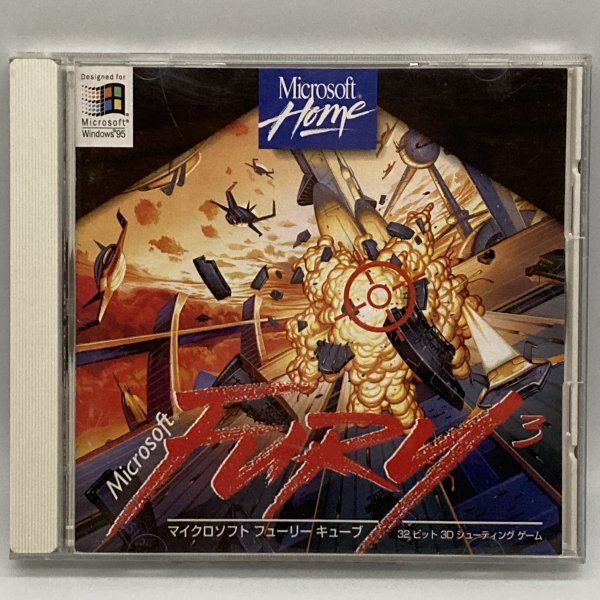 Designed for
Microsoft®
Windows®95
Microsoft®
Home
Microsoft
FURY3
マイクロソフト フューリー キューブ
32ビット 3D シューティング ゲーム